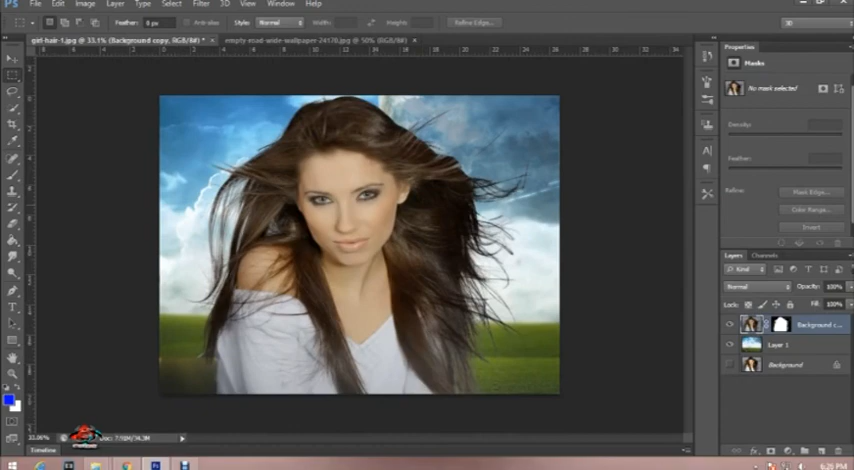 Ps File Edit Image Layer Type Select Filter 3D View Window Help
Feather: 0 px Anti-alias Style: Normal Width: Height: Refine Edge... 3D
girl-hair-1.jpg @ 33.1% (Background copy, RGB/8*) * × empty-road-wide-wallpaper-24176.jpg @ 50% (RGB/8) ×
Properties
Masks
No mask selected
Density:
Feather:
Refine: Mask Edge...
Color Range...
Invert
Layers Channels
Kind
Normal Opacity: 100%
Lock: Fill: 100%
Background c...
Layer 1
Background
Timeline
6:26 PM